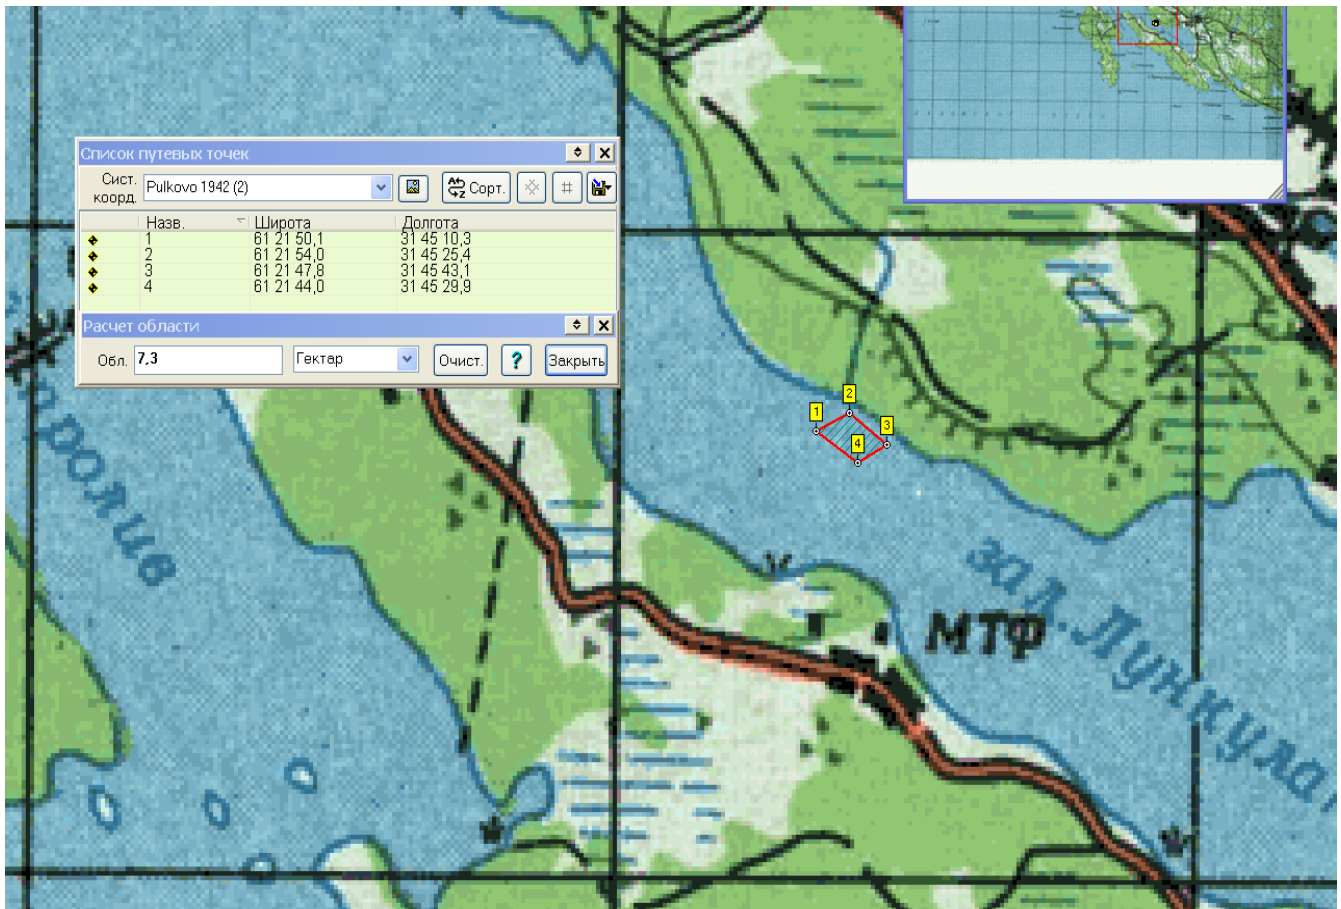 Список путевых точек
Сист. коорд. Pulkovo 1942 (2) Сорт.
Назв. Широта Долгота
1 61 21 50,1 31 45 10,3
2 61 21 54,0 31 45 25,4
3 61 21 47,8 31 45 43,1
4 61 21 44,0 31 45 29,9
Расчет области
Обл. 7,3 Гектар Очист. ? Закрыть
2
1
3
4
зал. Лункула
МТФ